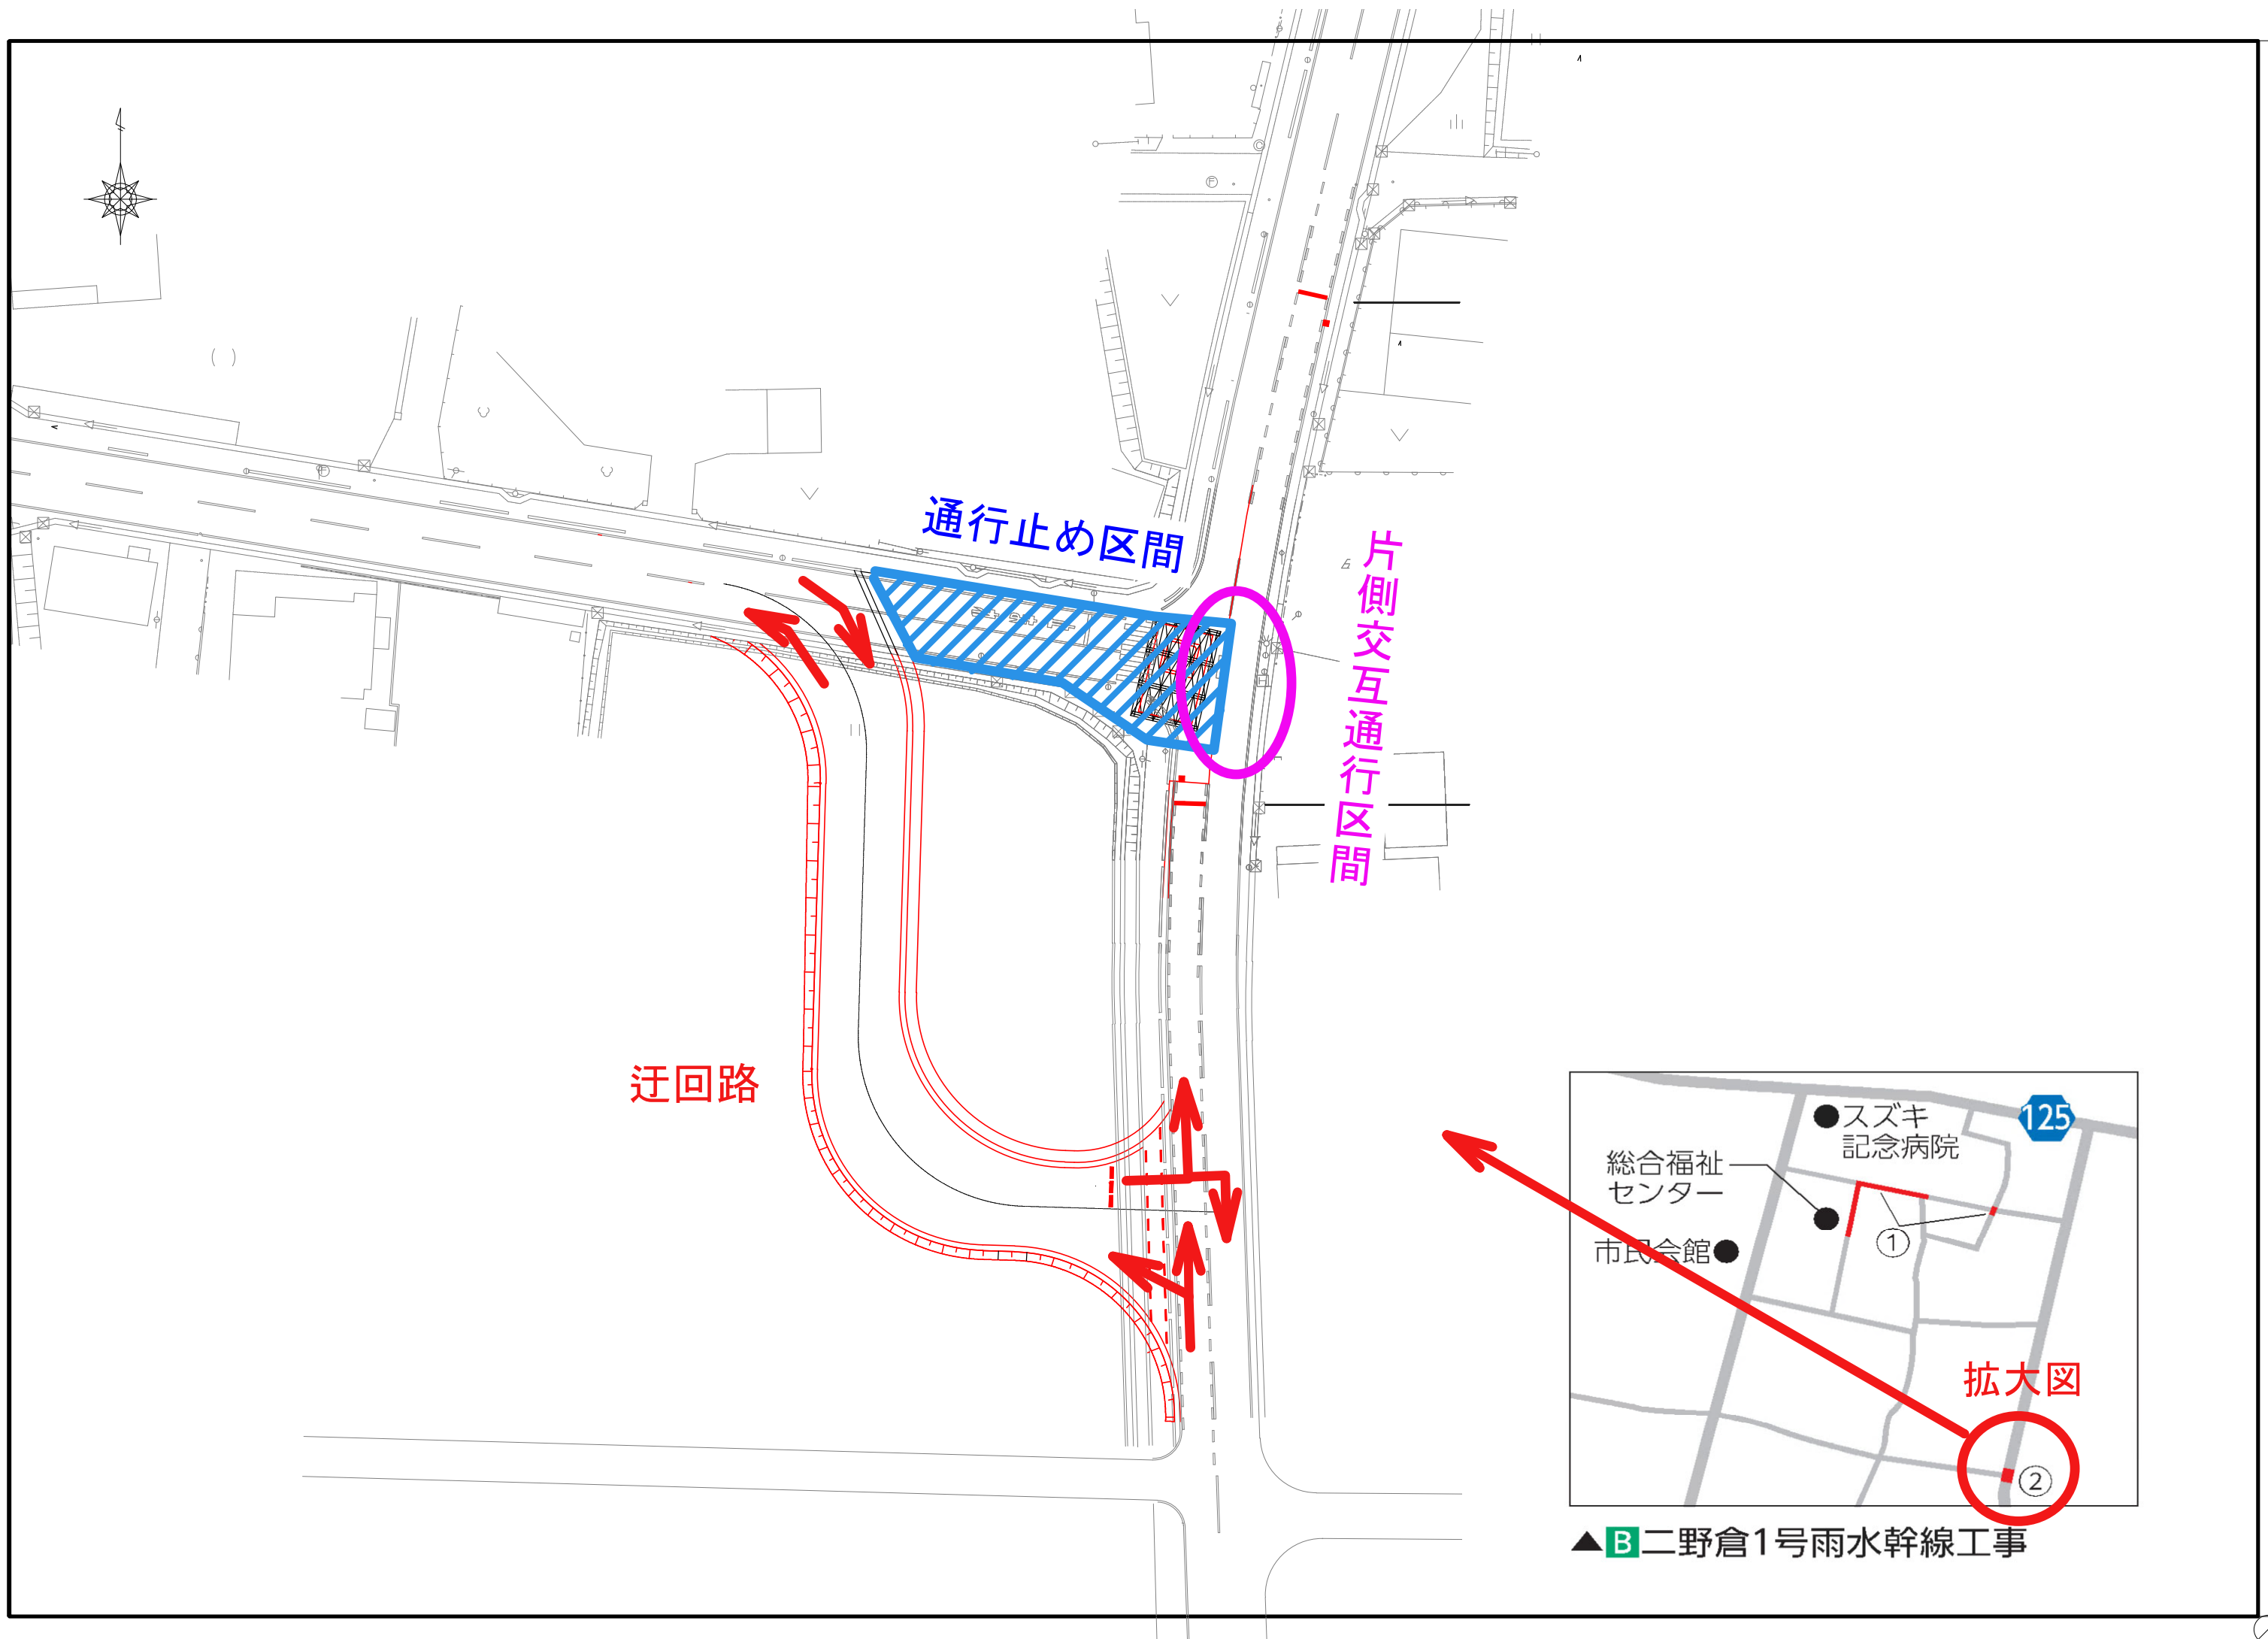 通行止め区間
片側交互通行区間
迂回路
125
スズキ
記念病院
総合福祉
センター
市民会館
①
拡大図
②
▲B二野倉1号雨水幹線工事